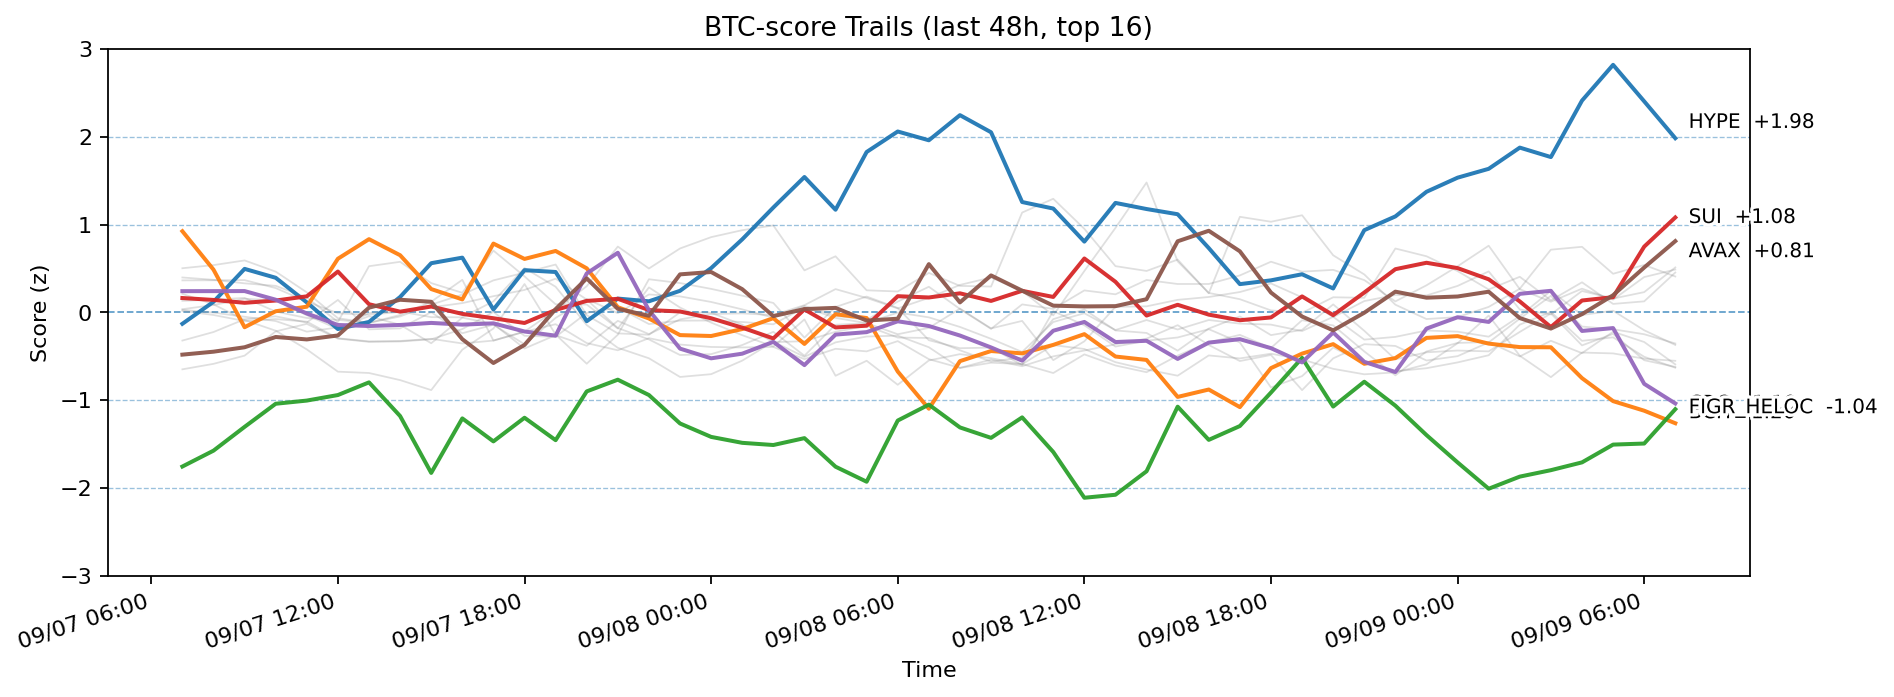 BTC-score Trails (last 48h, top 16)
3
2
1
0
−1
−2
−3
Score (z)
HYPE +1.98
SUI +1.08
AVAX +0.81
FIGR_HELOC -1.04
09/07 06:00
09/07 12:00
09/07 18:00
09/08 00:00
09/08 06:00
09/08 12:00
09/08 18:00
09/09 00:00
09/09 06:00
Time